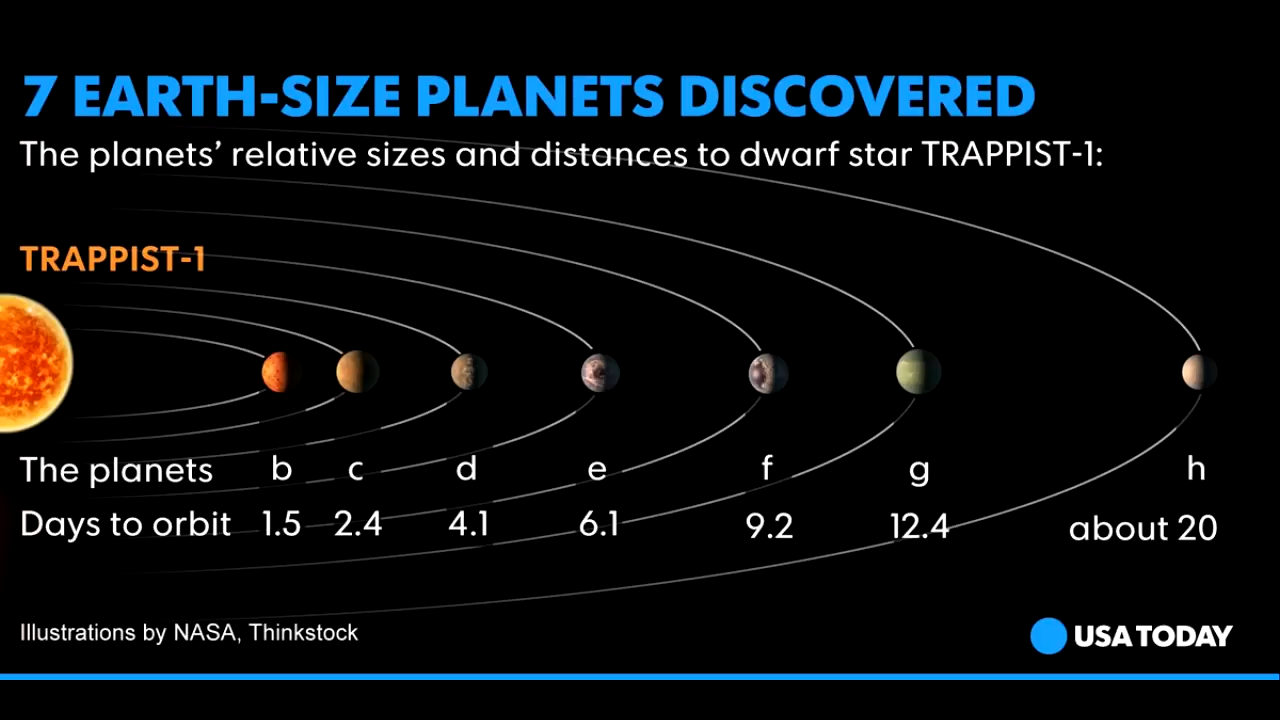 7 EARTH-SIZE PLANETS DISCOVERED
The planets’ relative sizes and distances to dwarf star TRAPPIST-1:
TRAPPIST-1
The planets b c d e f g h
Days to orbit 1.5 2.4 4.1 6.1 9.2 12.4 about 20
Illustrations by NASA, Thinkstock
USA TODAY